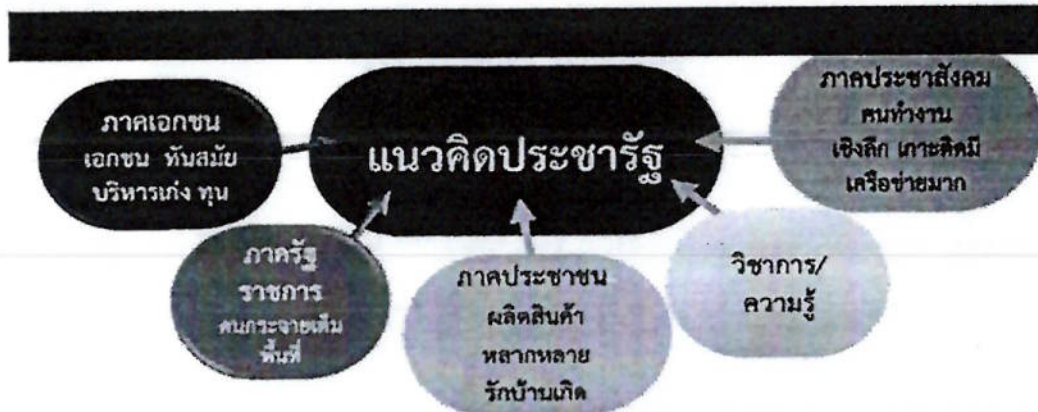 แนวคิดประชารัฐ
ภาคเอกชน
เอกชน ทันสมัย
บริหารเก่ง ทุน
ภาครัฐ
ราชการ
คนกระจายเต็ม
พื้นที่
ภาคประชาชน
ผลิตสินค้า
หลากหลาย
รักบ้านเกิด
วิชาการ/
ความรู้
ภาคประชาสังคม
คนทำงาน
เชิงลึก เกาะติดมี
เครือข่ายมาก